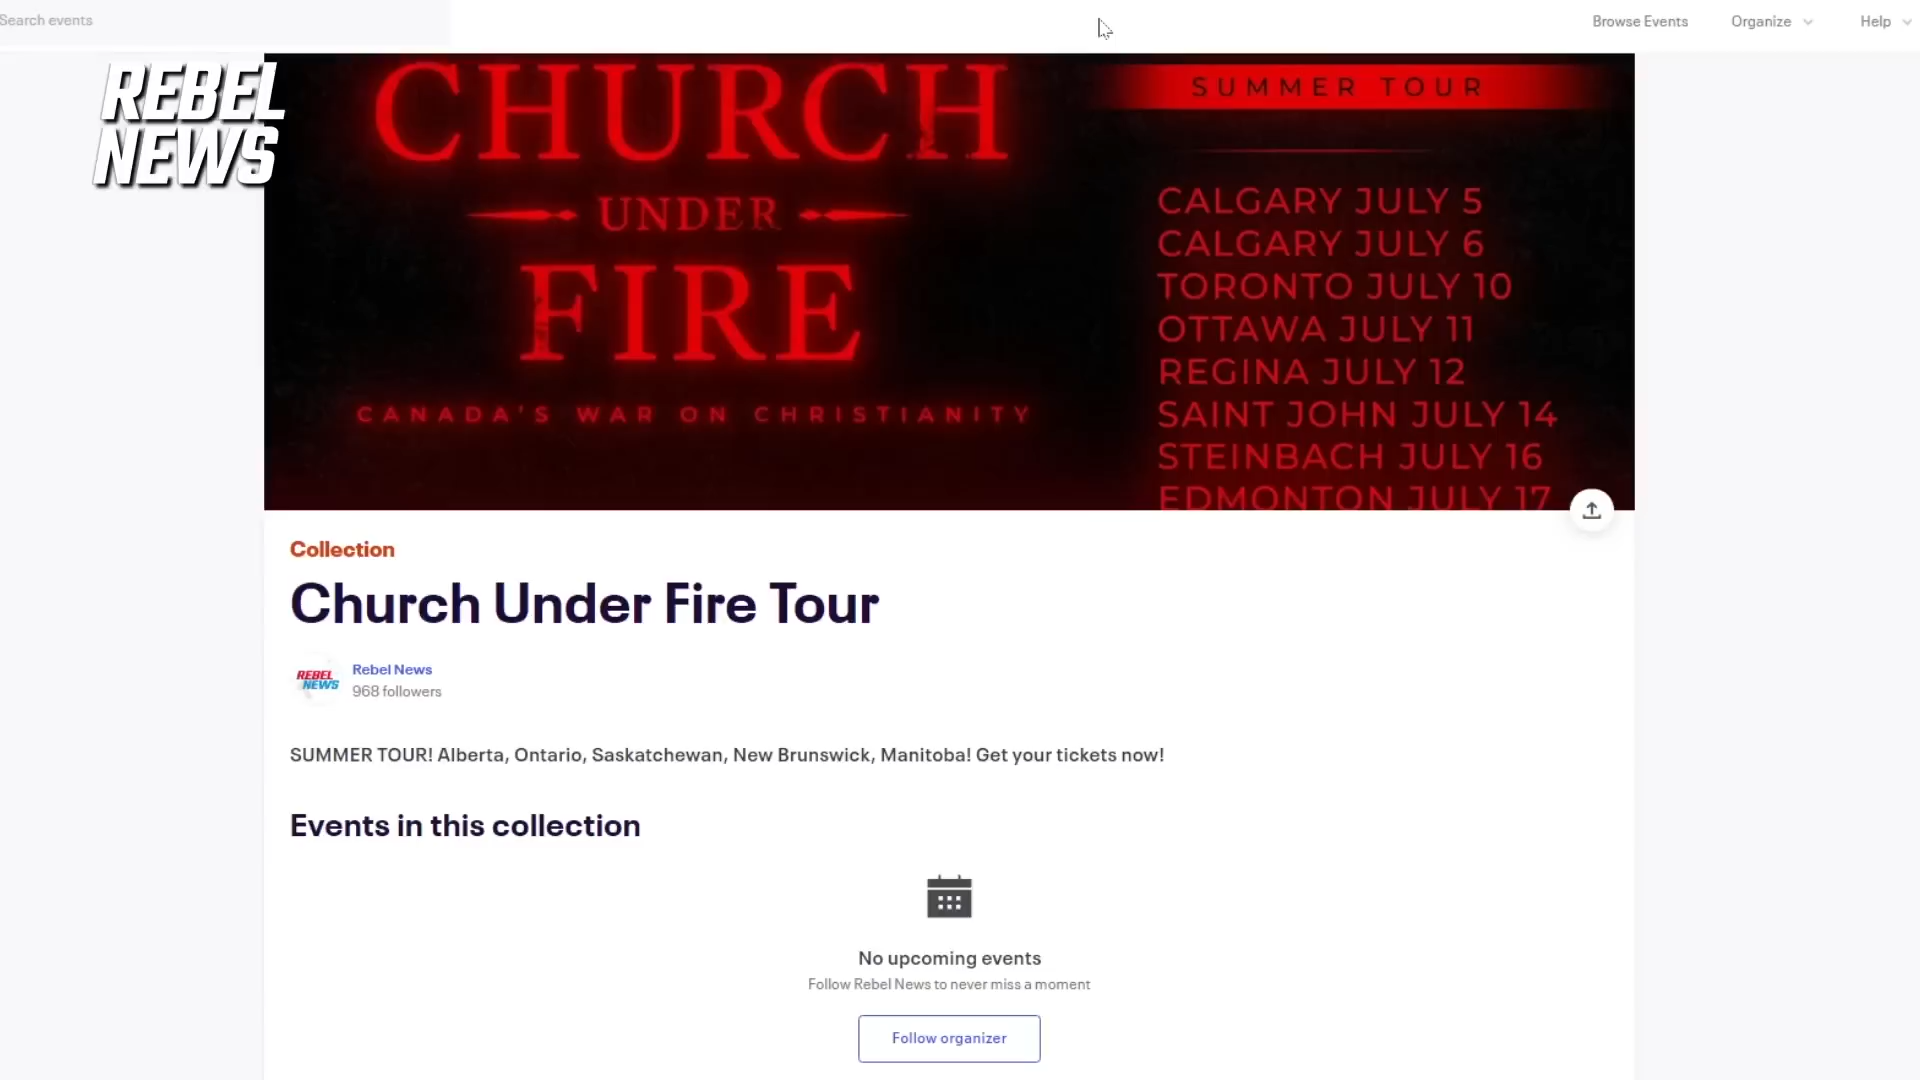 Search events
Browse Events
Organize
Help
REBEL
NEWS
CHURCH
UNDER
FIRE
CANADA'S WAR ON CHRISTIANITY
SUMMER TOUR
CALGARY JULY 5
CALGARY JULY 6
TORONTO JULY 10
OTTAWA JULY 11
REGINA JULY 12
SAINT JOHN JULY 14
STEINBACH JULY 16
EDMONTON JULY 17
Collection
Church Under Fire Tour
REBEL
NEWS
Rebel News
968 followers
SUMMER TOUR! Alberta, Ontario, Saskatchewan, New Brunswick, Manitoba! Get your tickets now!
Events in this collection
No upcoming events
Follow Rebel News to never miss a moment
Follow organizer